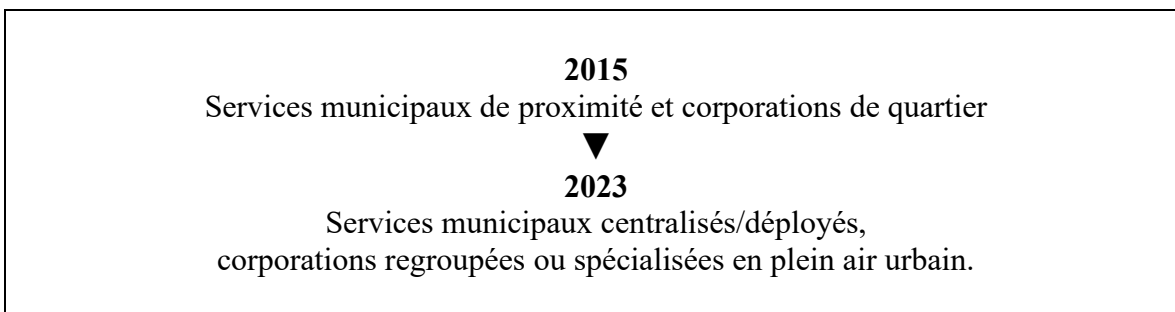 2015
Services municipaux de proximité et corporations de quartier
▼
2023
Services municipaux centralisés/déployés,
corporations regroupées ou spécialisées en plein air urbain.